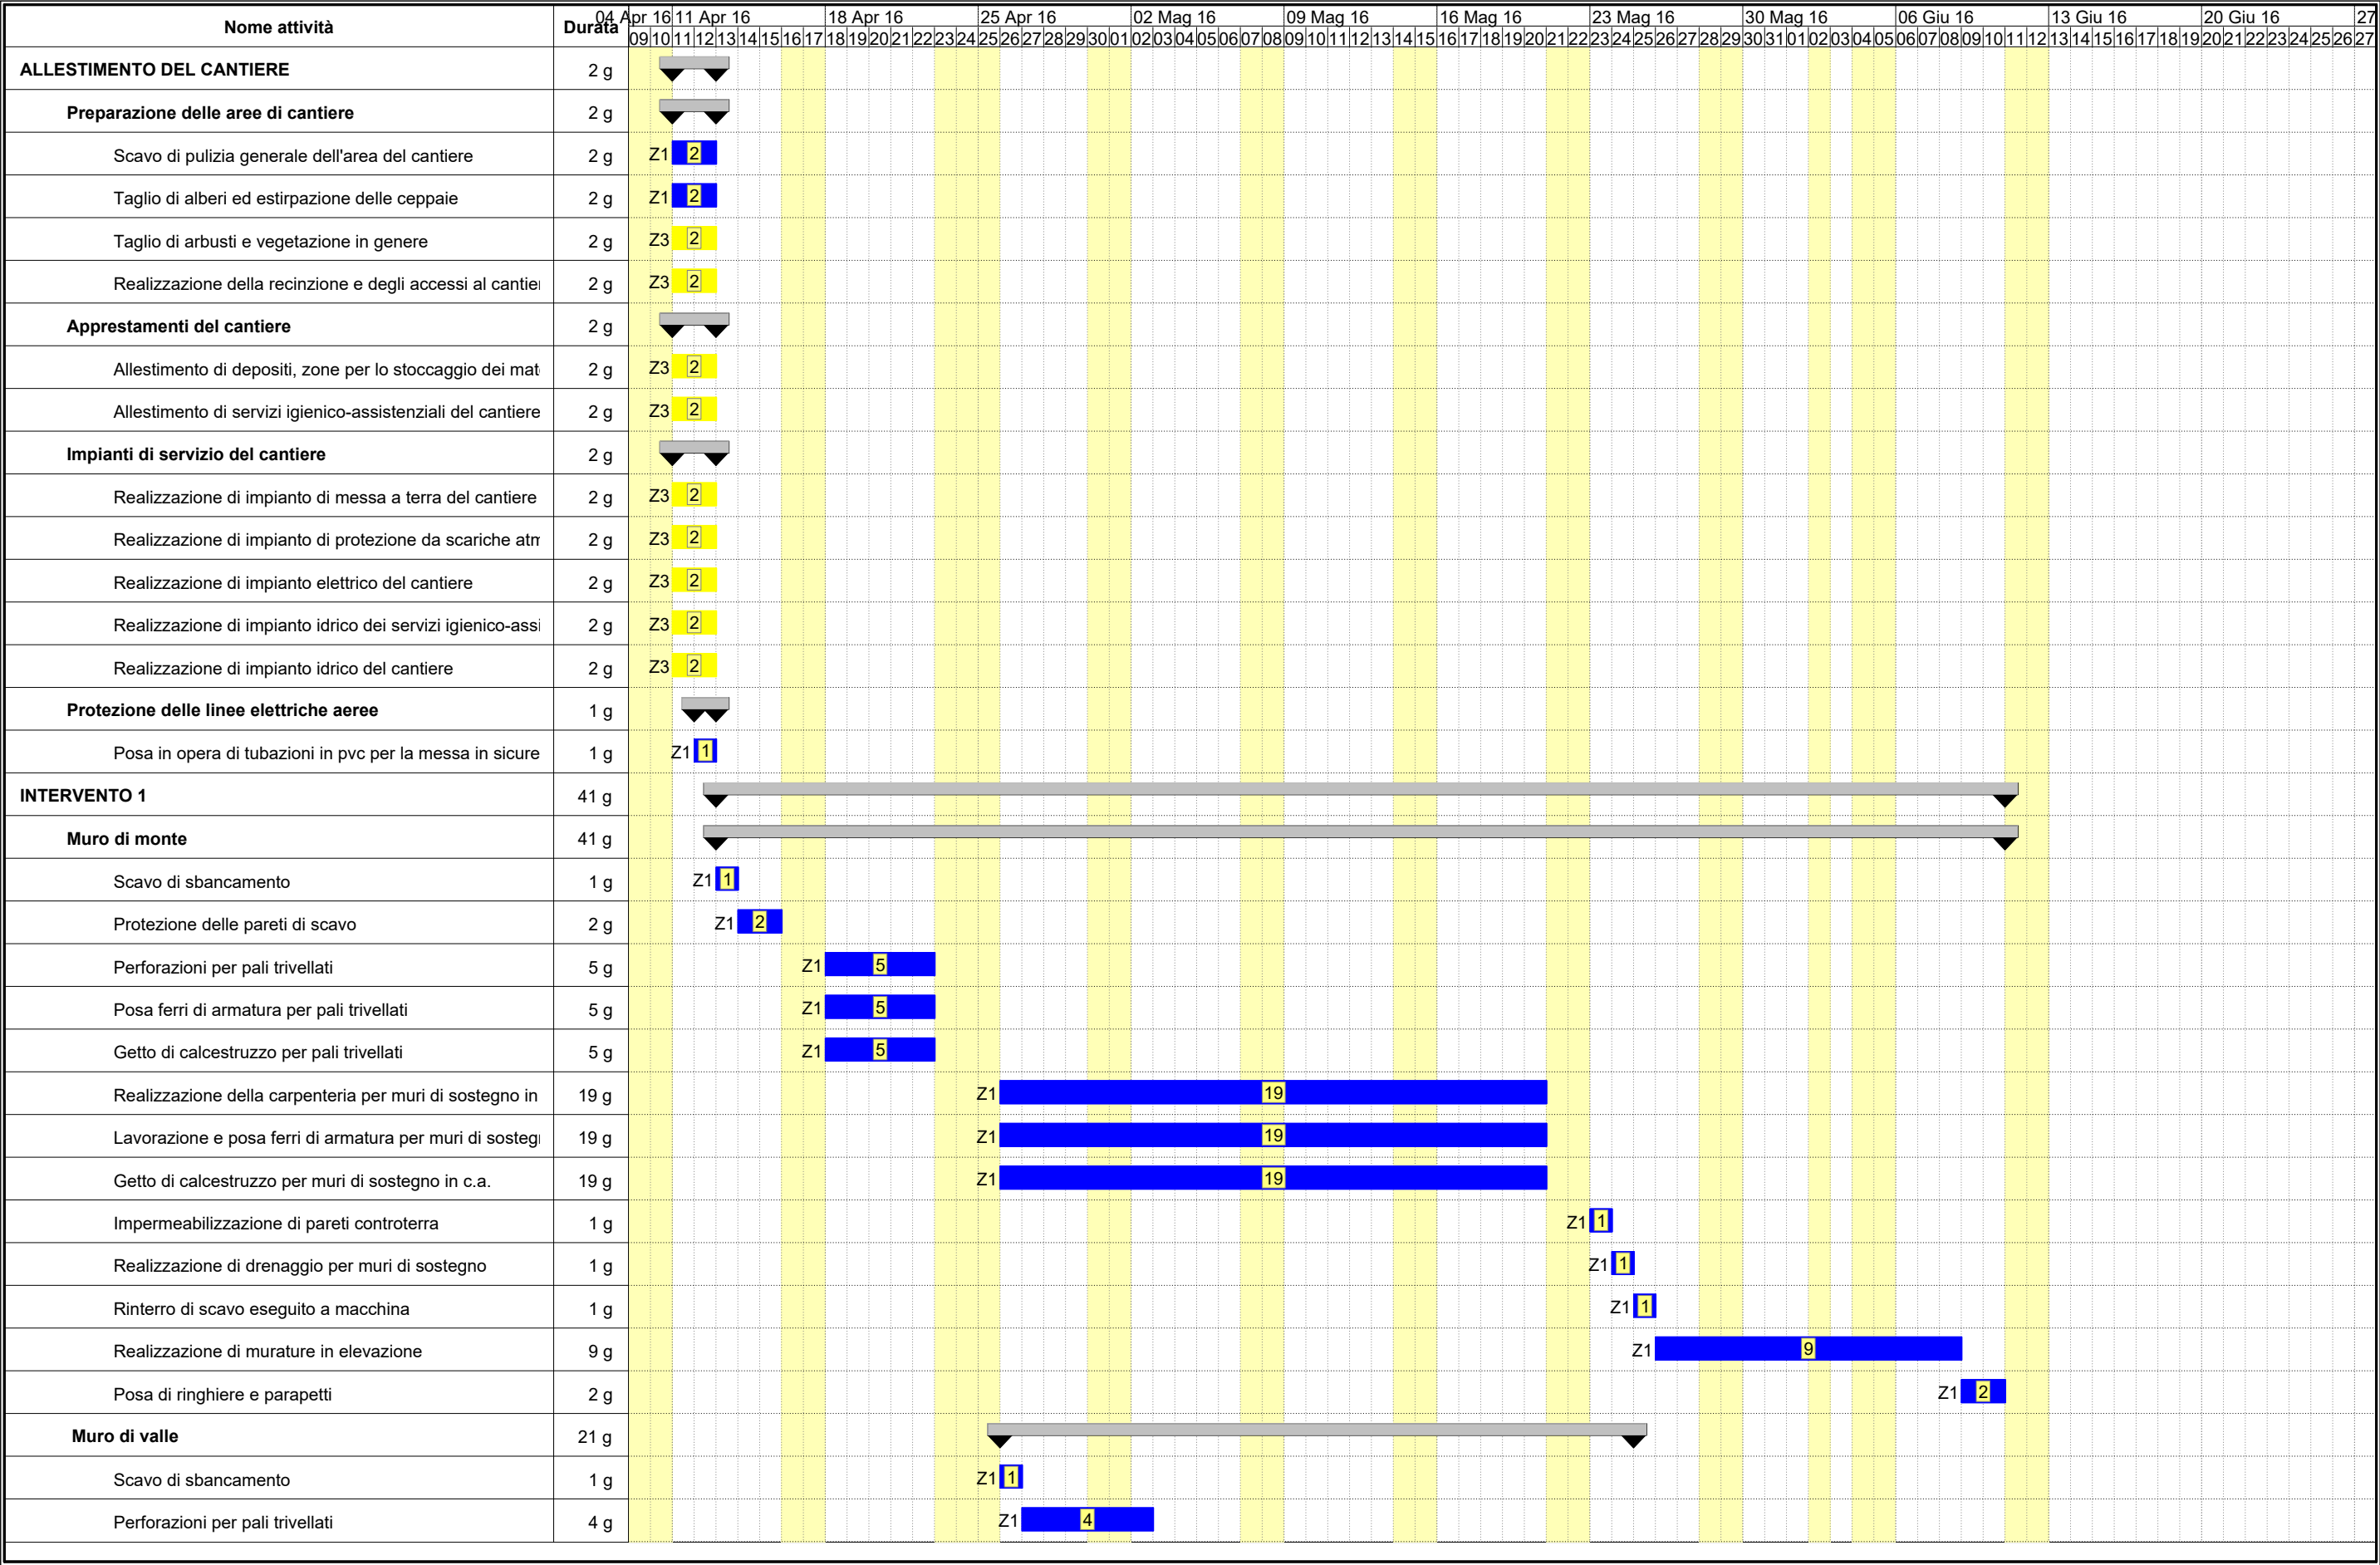 Nome attività Durata 04 Apr 16 11 Apr 16 18 Apr 16 25 Apr 16 02 Mag 16 09 Mag 16 16 Mag 16 23 Mag 16 30 Mag 16 06 Giu 16 13 Giu 16 20 Giu 16 27
09 10 11 12 13 14 15 16 17 18 19 20 21 22 23 24 25 26 27 28 29 30 01 02 03 04 05 06 07 08 09 10 11 12 13 14 15 16 17 18 19 20 21 22 23 24 25 26 27 28 29 30 31 01 02 03 04 05 06 07 08 09 10 11 12 13 14 15 16 17 18 19 20 21 22 23 24 25 26 27
ALLESTIMENTO DEL CANTIERE 2 g
Preparazione delle aree di cantiere 2 g
Scavo di pulizia generale dell'area del cantiere 2 g Z1 2
Taglio di alberi ed estirpazione delle ceppaie 2 g Z1 2
Taglio di arbusti e vegetazione in genere 2 g Z3 2
Realizzazione della recinzione e degli accessi al cantier 2 g Z3 2
Apprestamenti del cantiere 2 g
Allestimento di depositi, zone per lo stoccaggio dei mat 2 g Z3 2
Allestimento di servizi igienico-assistenziali del cantiere 2 g Z3 2
Impianti di servizio del cantiere 2 g
Realizzazione di impianto di messa a terra del cantiere 2 g Z3 2
Realizzazione di impianto di protezione da scariche atm 2 g Z3 2
Realizzazione di impianto elettrico del cantiere 2 g Z3 2
Realizzazione di impianto idrico dei servizi igienico-assi 2 g Z3 2
Realizzazione di impianto idrico del cantiere 2 g Z3 2
Protezione delle linee elettriche aeree 1 g
Posa in opera di tubazioni in pvc per la messa in sicure 1 g Z1 1
INTERVENTO 1 41 g
Muro di monte 41 g
Scavo di sbancamento 1 g Z1 1
Protezione delle pareti di scavo 2 g Z1 2
Perforazioni per pali trivellati 5 g Z1 5
Posa ferri di armatura per pali trivellati 5 g Z1 5
Getto di calcestruzzo per pali trivellati 5 g Z1 5
Realizzazione della carpenteria per muri di sostegno in 19 g Z1 19
Lavorazione e posa ferri di armatura per muri di sosteg 19 g Z1 19
Getto di calcestruzzo per muri di sostegno in c.a. 19 g Z1 19
Impermeabilizzazione di pareti controterra 1 g Z1 1
Realizzazione di drenaggio per muri di sostegno 1 g Z1 1
Rinterro di scavo eseguito a macchina 1 g Z1 1
Realizzazione di murature in elevazione 9 g Z1 9
Posa di ringhiere e parapetti 2 g Z1 2
Muro di valle 21 g
Scavo di sbancamento 1 g Z1 1
Perforazioni per pali trivellati 4 g Z1 4